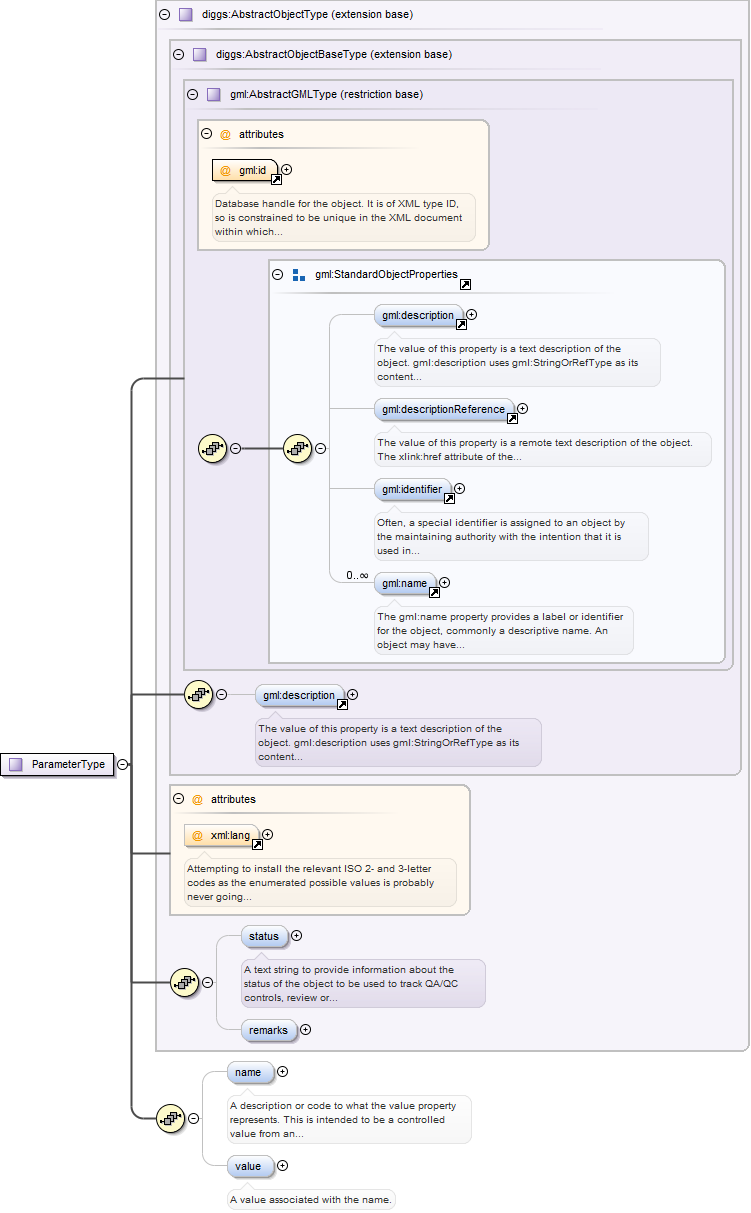 diggs:AbstractObjectType (extension base)
diggs:AbstractObjectBaseType (extension base)
gml:AbstractGMLType (restriction base)
@ attributes
@ gml:id
Database handle for the object. It is of XML type ID,
so is constrained to be unique in the XML document
within which...
gml:StandardObjectProperties
gml:description
The value of this property is a text description of the
object. gml:description uses gml:StringOrRefType as its
content...
gml:descriptionReference
The value of this property is a remote text description of the object.
The xlink:href attribute of the...
gml:identifier
Often, a special identifier is assigned to an object by
the maintaining authority with the intention that it is
used in...
0..∞
gml:name
The gml:name property provides a label or identifier
for the object, commonly a descriptive name. An
object may have...
gml:description
The value of this property is a text description of the
object. gml:description uses gml:StringOrRefType as its
content...
ParameterType
@ attributes
@ xml:lang
Attempting to install the relevant ISO 2- and 3-letter
codes as the enumerated possible values is probably
never going...
status
A text string to provide information about the
status of the object to be used to track QA/QC
controls, review or...
remarks
name
A description or code to what the value property
represents. This is intended to be a controlled
value from an...
value
A value associated with the name.